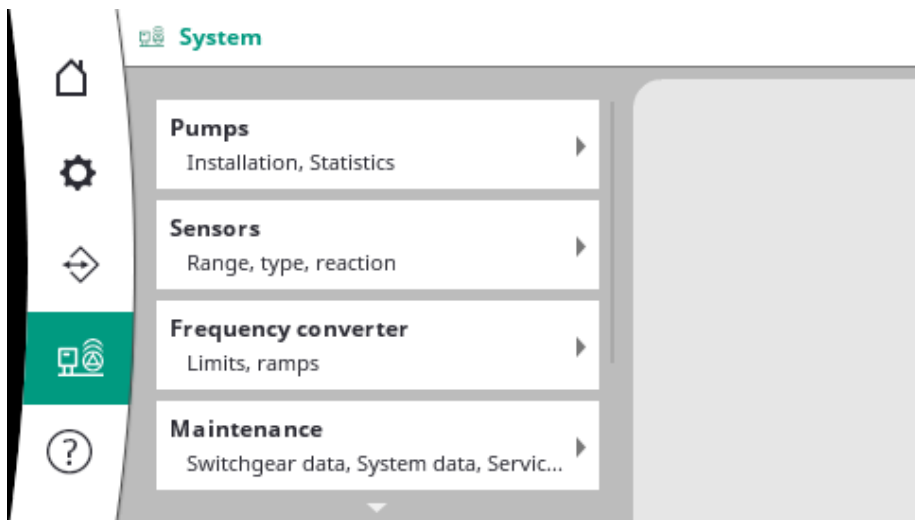 System
Pumps
Installation, Statistics
Sensors
Range, type, reaction
Frequency converter
Limits, ramps
Maintenance
Switchgear data, System data, Servic...
?